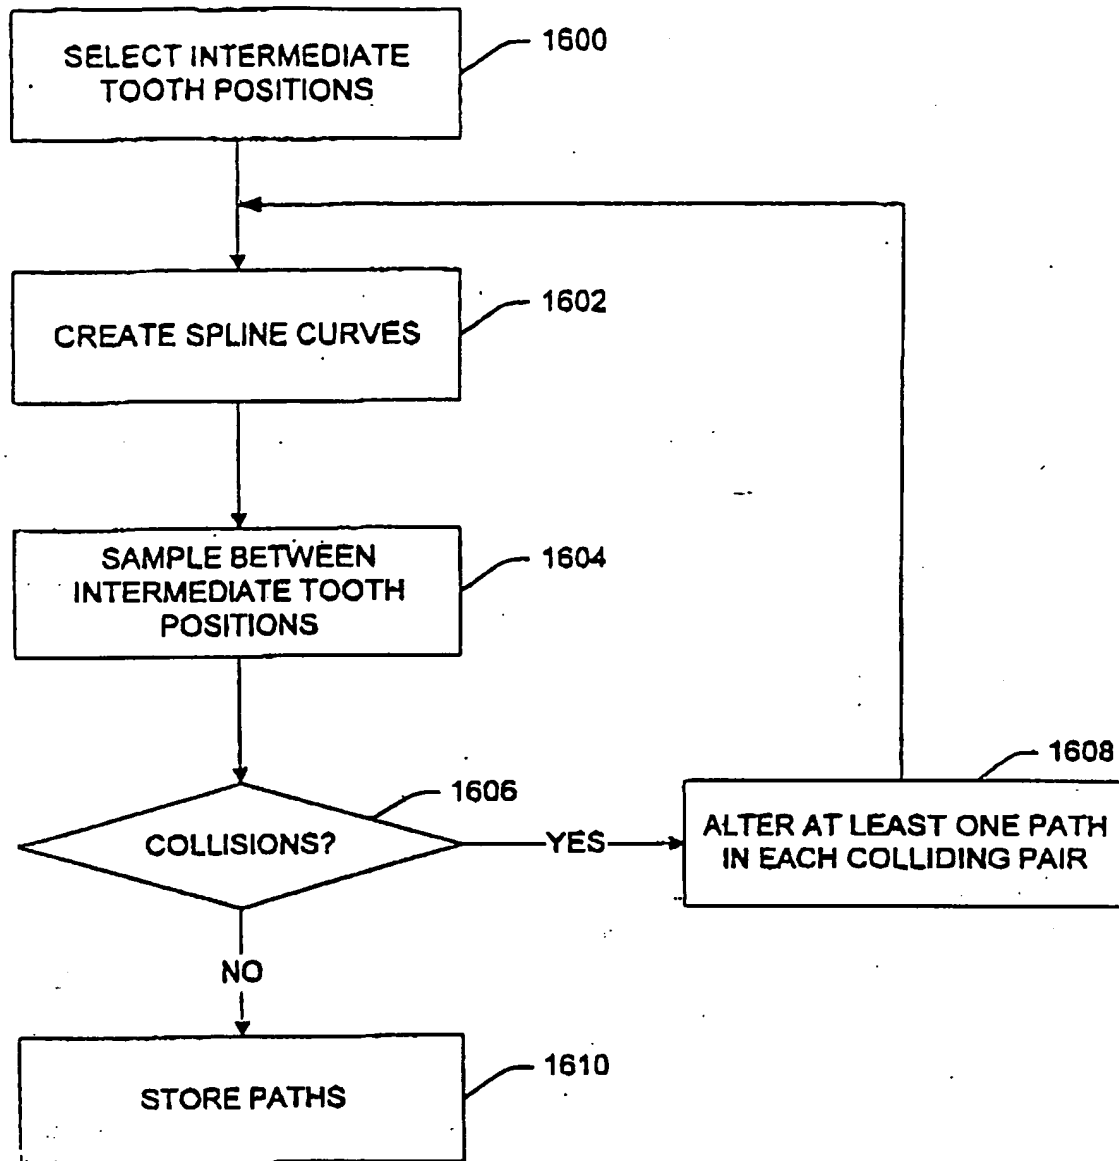 SELECT INTERMEDIATE
TOOTH POSITIONS
1600
CREATE SPLINE CURVES
1602
SAMPLE BETWEEN
INTERMEDIATE TOOTH
POSITIONS
1604
COLLISIONS?
1606
YES
ALTER AT LEAST ONE PATH
IN EACH COLLIDING PAIR
1608
NO
STORE PATHS
1610